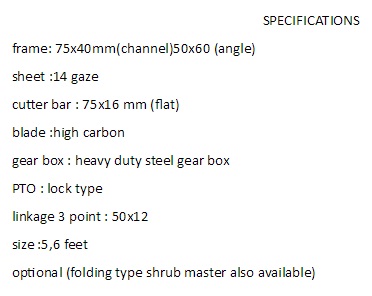 SPECIFICATIONS
frame: 75x40mm(channel)50x60 (angle)
sheet :14 gaze
cutter bar : 75x16 mm (flat)
blade :high carbon
gear box : heavy duty steel gear box
PTO : lock type
linkage 3 point : 50x12
size :5,6 feet
optional (folding type shrub master also available)